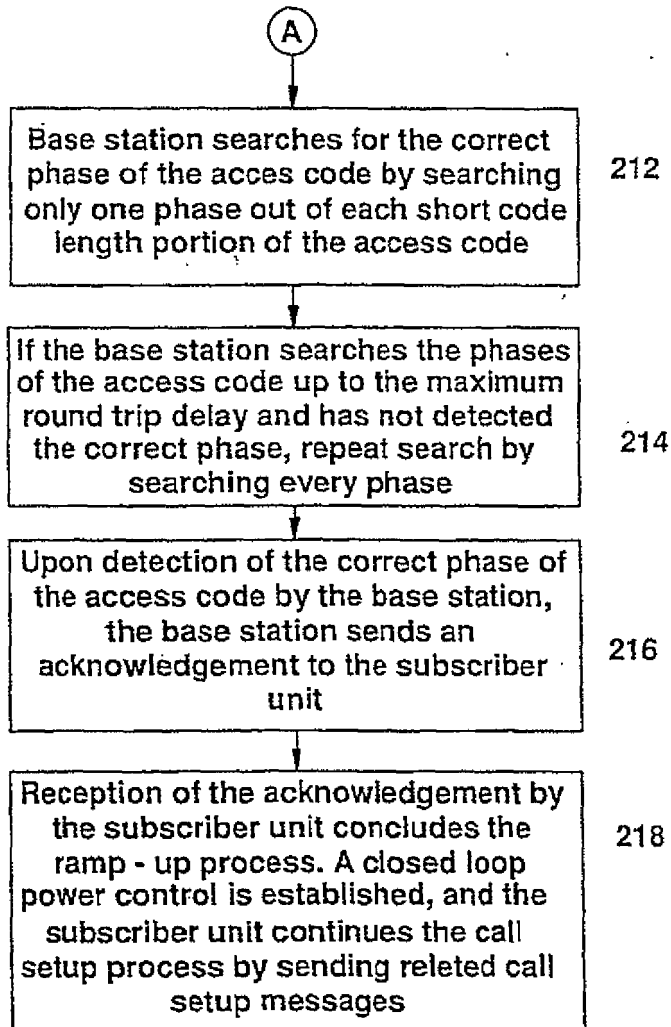 A
Base station searches for the correct
phase of the acces code by searching
only one phase out of each short code
length portion of the access code
212
If the base station searches the phases
of the access code up to the maximum
round trip delay and has not detected
the correct phase, repeat search by
searching every phase
214
Upon detection of the correct phase of
the access code by the base station,
the base station sends an
acknowledgement to the subscriber
unit
216
Reception of the acknowledgement by
the subscriber unit concludes the
ramp - up process. A closed loop
power control is established, and the
subscriber unit continues the call
setup process by sending releted call
setup messages
218